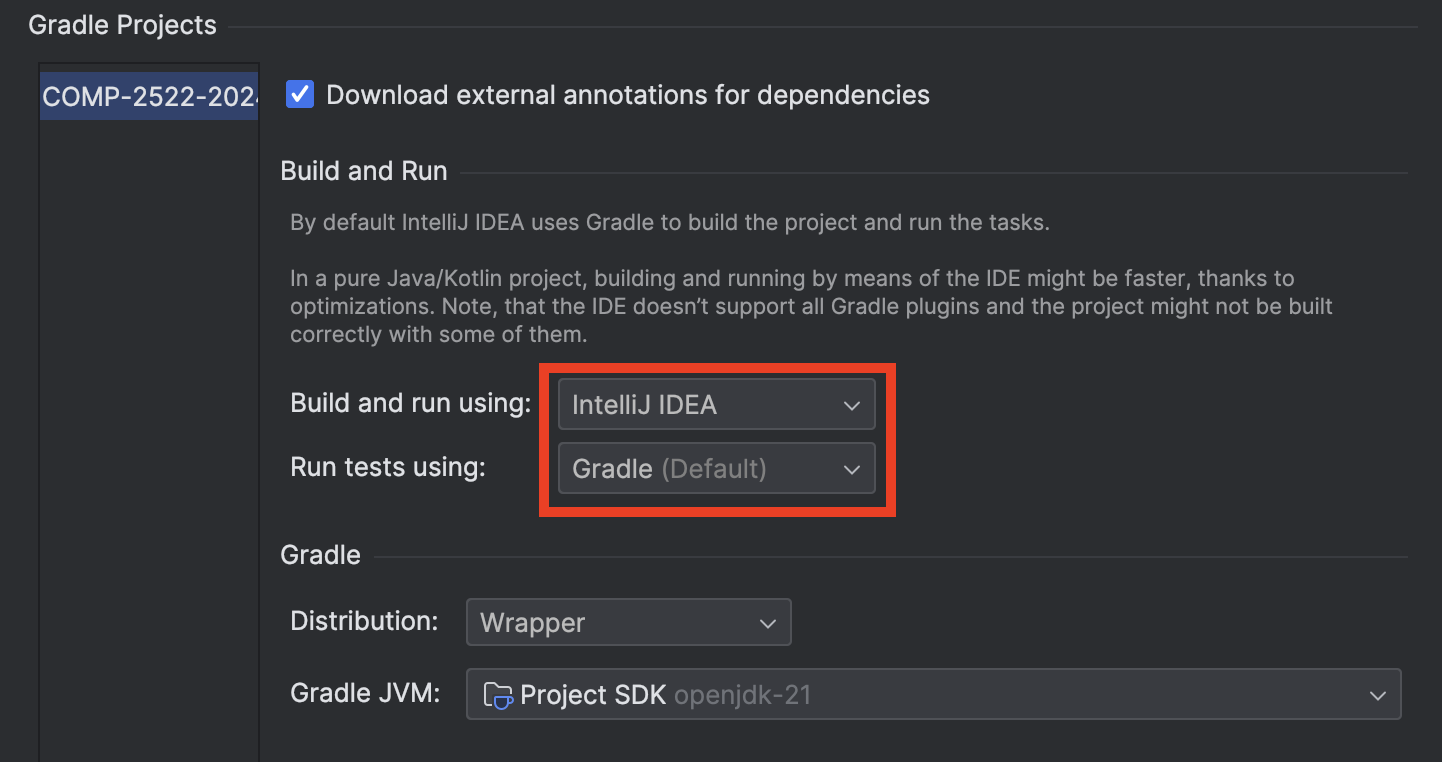 Gradle Projects
COMP-2522-202
Download external annotations for dependencies
Build and Run
By default IntelliJ IDEA uses Gradle to build the project and run the tasks.
In a pure Java/Kotlin project, building and running by means of the IDE might be faster, thanks to
optimizations. Note, that the IDE doesn't support all Gradle plugins and the project might not be built
correctly with some of them.
Build and run using: IntelliJ IDEA
Run tests using: Gradle (Default)
Gradle
Distribution: Wrapper
Gradle JVM: Project SDK openjdk-21